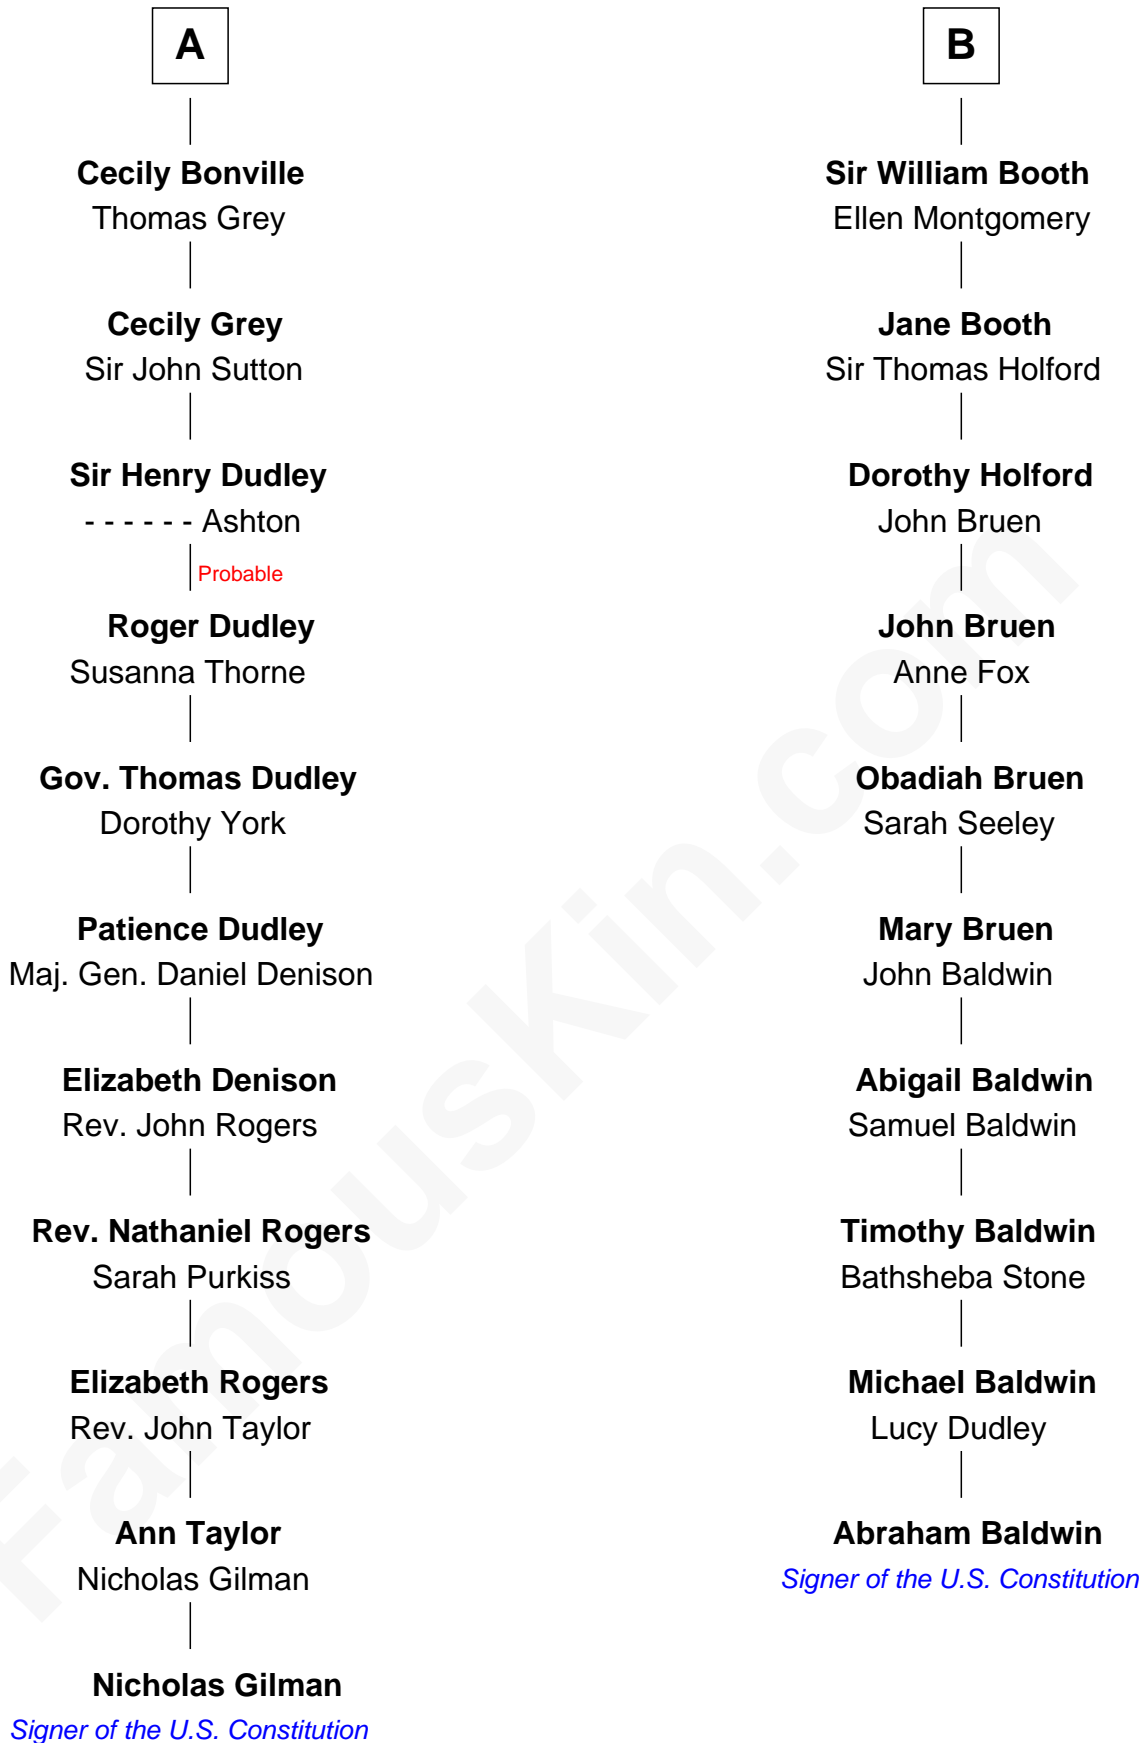 A
Cecily Bonville
Thomas Grey
Cecily Grey
Sir John Sutton
Sir Henry Dudley
- - - - - - Ashton
Probable
Roger Dudley
Susanna Thorne
Gov. Thomas Dudley
Dorothy York
Patience Dudley
Maj. Gen. Daniel Denison
Elizabeth Denison
Rev. John Rogers
Rev. Nathaniel Rogers
Sarah Purkiss
Elizabeth Rogers
Rev. John Taylor
Ann Taylor
Nicholas Gilman
Nicholas Gilman
Signer of the U.S. Constitution
B
Sir William Booth
Ellen Montgomery
Jane Booth
Sir Thomas Holford
Dorothy Holford
John Bruen
John Bruen
Anne Fox
Obadiah Bruen
Sarah Seeley
Mary Bruen
John Baldwin
Abigail Baldwin
Samuel Baldwin
Timothy Baldwin
Bathsheba Stone
Michael Baldwin
Lucy Dudley
Abraham Baldwin
Signer of the U.S. Constitution
FamousKin.com